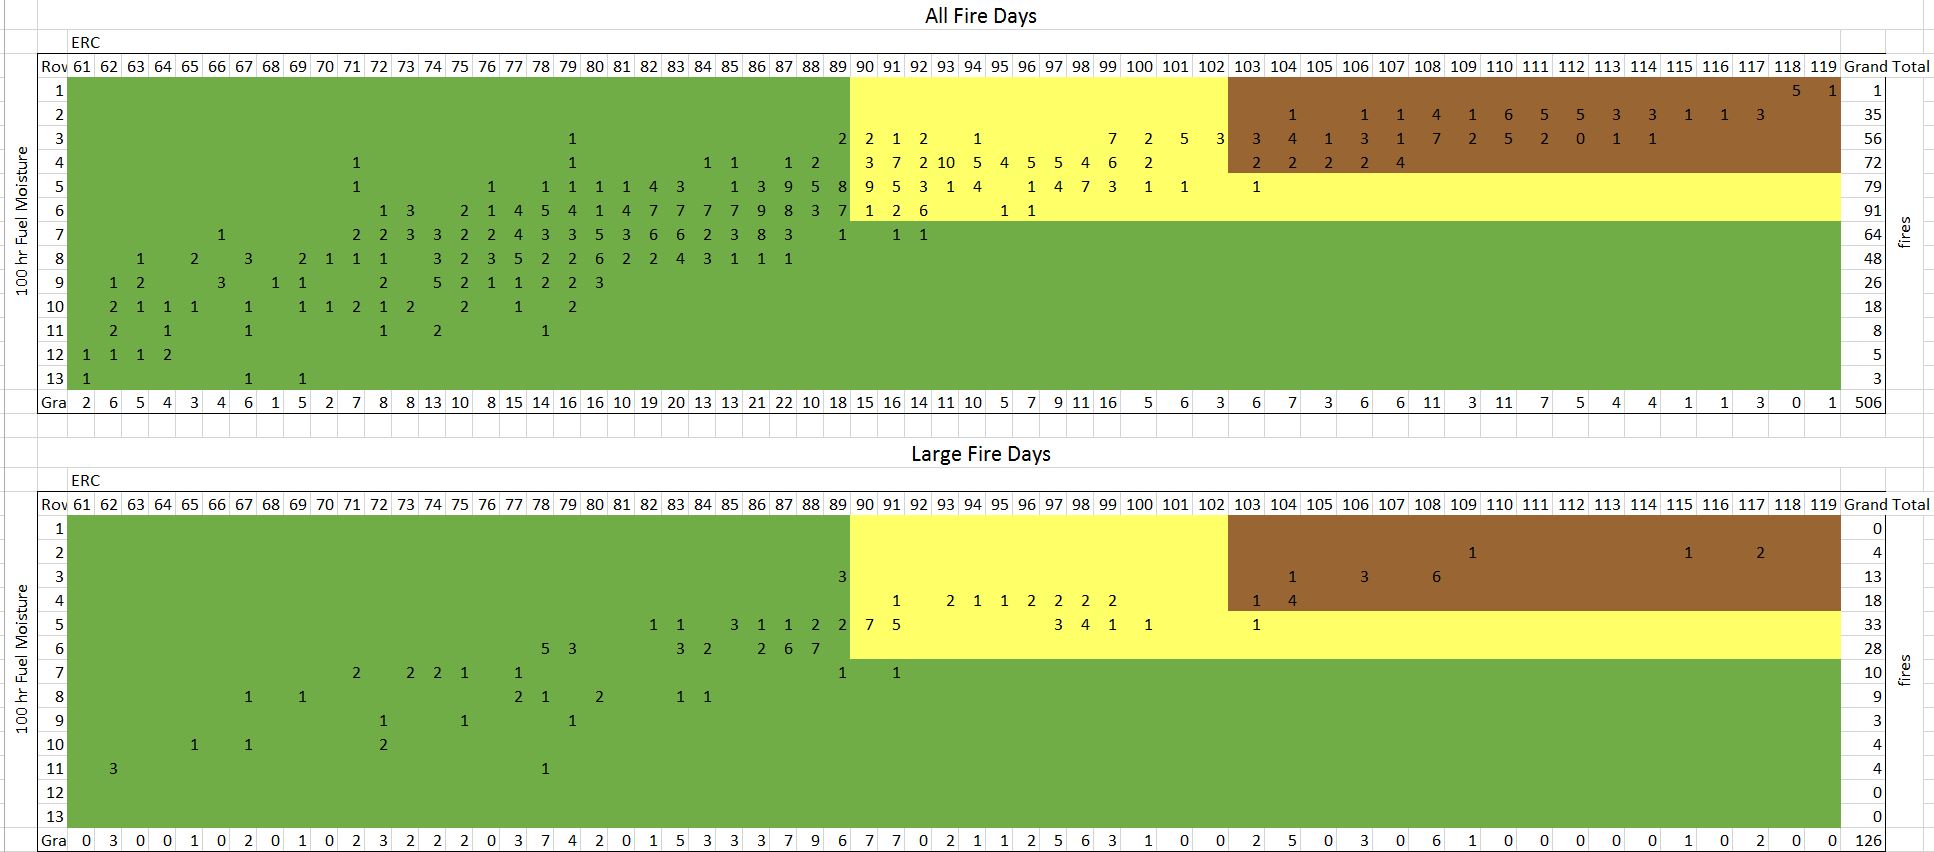 All Fire Days
ERC
Row 61 62 63 64 65 66 67 68 69 70 71 72 73 74 75 76 77 78 79 80 81 82 83 84 85 86 87 88 89 90 91 92 93 94 95 96 97 98 99 100 101 102 103 104 105 106 107 108 109 110 111 112 113 114 115 116 117 118 119 Grand Total
100 hr Fuel Moisture
1 5 1 1
2 1 1 1 4 1 6 5 5 3 3 1 1 3 35
3 1 2 2 1 2 1 7 2 5 3 3 4 1 3 1 7 2 5 2 0 1 1 56
4 1 1 1 1 1 2 3 7 2 10 5 4 5 5 4 6 2 2 2 2 2 4 72
5 1 1 1 1 1 1 4 3 1 3 9 5 8 9 5 3 1 4 1 4 7 3 1 1 1 79
6 1 3 2 1 4 5 4 1 4 7 7 7 7 9 8 3 7 1 2 6 1 1 91
7 1 2 2 3 3 2 2 4 3 3 5 3 6 6 2 3 8 3 1 1 1 64
8 1 2 3 2 1 1 1 3 2 3 5 2 2 6 2 2 4 3 1 1 1 48
9 1 2 3 1 1 2 5 2 1 1 2 2 3 26
10 2 1 1 1 1 1 1 2 1 2 2 1 2 18
11 2 1 1 1 2 1 8
12 1 1 1 2 5
13 1 1 1 3
fires
Gra 2 6 5 4 3 4 6 1 5 2 7 8 8 13 10 8 15 14 16 16 10 19 20 13 13 21 22 10 18 15 16 14 11 10 5 7 9 11 16 5 6 3 6 7 3 6 6 11 3 11 7 5 4 4 1 1 3 0 1 506
Large Fire Days
ERC
Row 61 62 63 64 65 66 67 68 69 70 71 72 73 74 75 76 77 78 79 80 81 82 83 84 85 86 87 88 89 90 91 92 93 94 95 96 97 98 99 100 101 102 103 104 105 106 107 108 109 110 111 112 113 114 115 116 117 118 119 Grand Total
100 hr Fuel Moisture
1 0
2 1 1 2 4
3 3 1 3 6 13
4 1 2 1 1 2 2 2 2 1 4 18
5 1 1 3 1 1 2 2 7 5 3 4 1 1 1 33
6 5 3 3 2 2 6 7 28
7 2 2 2 1 1 1 1 10
8 1 1 2 1 2 1 1 9
9 1 1 1 3
10 1 1 2 4
11 3 1 4
12 0
13 0
fires
Gra 0 3 0 0 1 0 2 0 1 0 2 3 2 2 2 0 3 7 4 2 0 1 5 3 3 3 7 9 6 7 7 0 2 1 1 2 5 6 3 1 0 0 2 5 0 3 0 6 1 0 0 0 0 0 1 0 2 0 0 126